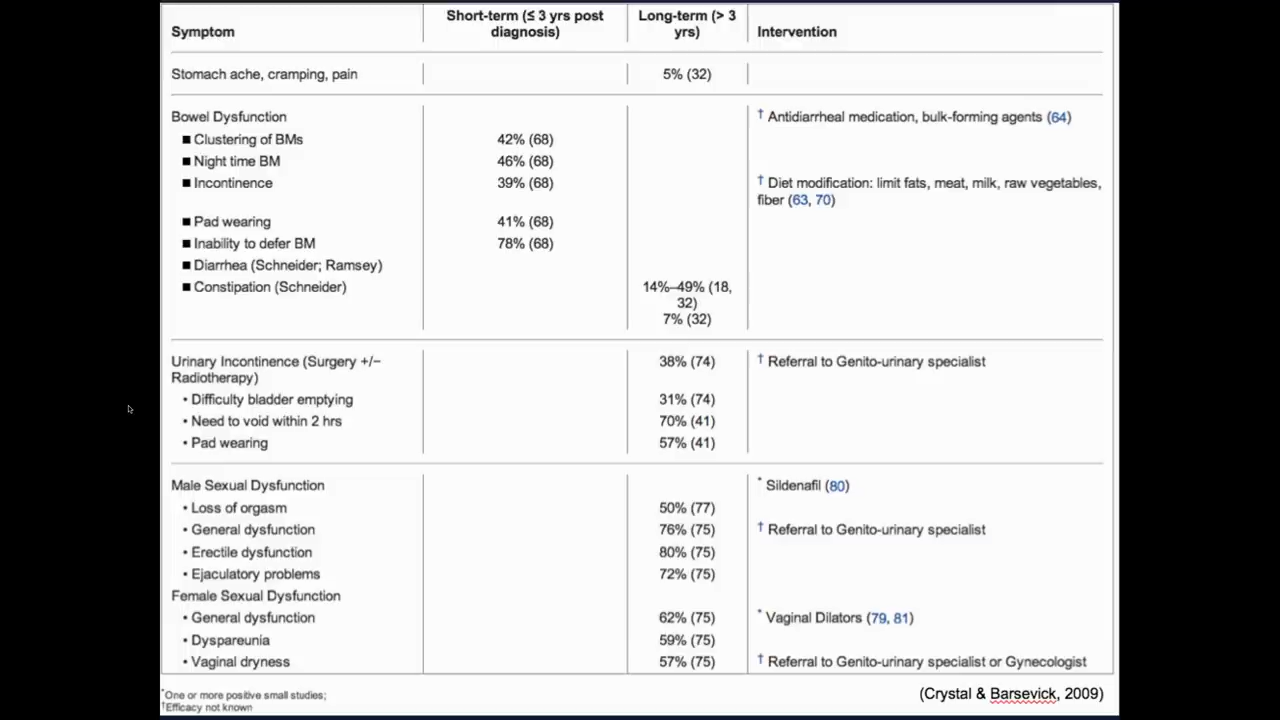 Symptom Short-term (≤ 3 yrs post diagnosis) Long-term (> 3 yrs) Intervention
Stomach ache, cramping, pain 5% (32)
Bowel Dysfunction † Antidiarrheal medication, bulk-forming agents (64)
■ Clustering of BMs 42% (68)
■ Night time BM 46% (68)
■ Incontinence 39% (68) † Diet modification: limit fats, meat, milk, raw vegetables,
fiber (63, 70)
■ Pad wearing 41% (68)
■ Inability to defer BM 78% (68)
■ Diarrhea (Schneider; Ramsey)
■ Constipation (Schneider) 14%–49% (18,
32)
7% (32)
Urinary Incontinence (Surgery +/− 38% (74) † Referral to Genito-urinary specialist
Radiotherapy)
• Difficulty bladder emptying 31% (74)
• Need to void within 2 hrs 70% (41)
• Pad wearing 57% (41)
Male Sexual Dysfunction * Sildenafil (80)
• Loss of orgasm 50% (77)
• General dysfunction 76% (75) † Referral to Genito-urinary specialist
• Erectile dysfunction 80% (75)
• Ejaculatory problems 72% (75)
Female Sexual Dysfunction
• General dysfunction 62% (75) * Vaginal Dilators (79, 81)
• Dyspareunia 59% (75)
• Vaginal dryness 57% (75) † Referral to Genito-urinary specialist or Gynecologist
*One or more positive small studies;
†Efficacy not known
(Crystal & Barsevick, 2009)